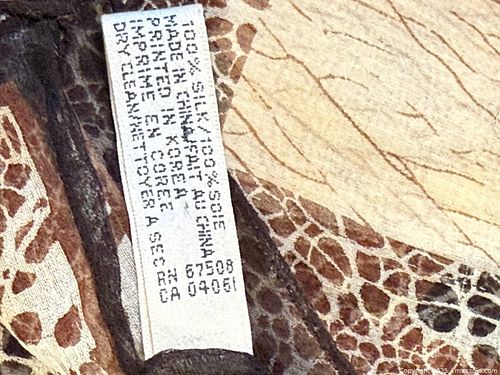 100% SILK/100% SOIE
MADE IN CHINA/FAIT AU CHINA
PRINTED IN KOREA
IMPRIME EN COREE
DRY CLEAN/NETTOYER A SEC
RN 67508
CA 04061